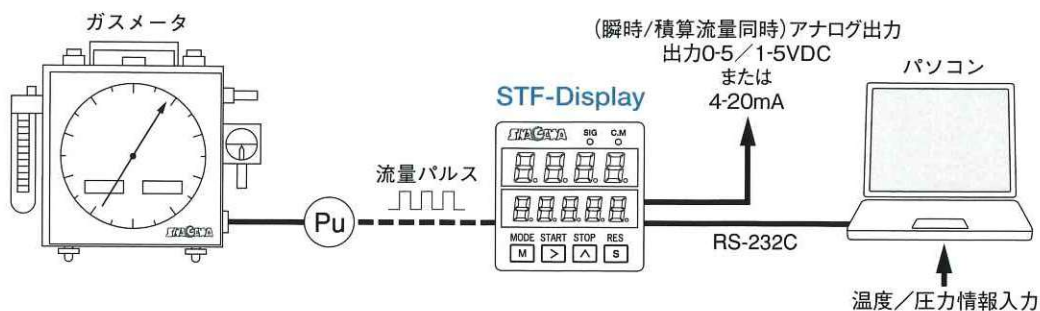 ガスメータ
(瞬時/積算流量同時)アナログ出力
出力0-5/1-5VDC
または
4-20mA
パソコン
STF-Display
SHINAGAWA
SIG
C.M
流量パルス
Pu
MODE START STOP RES
M > ∧ S
SHINAGAWA
RS-232C
温度/圧力情報入力